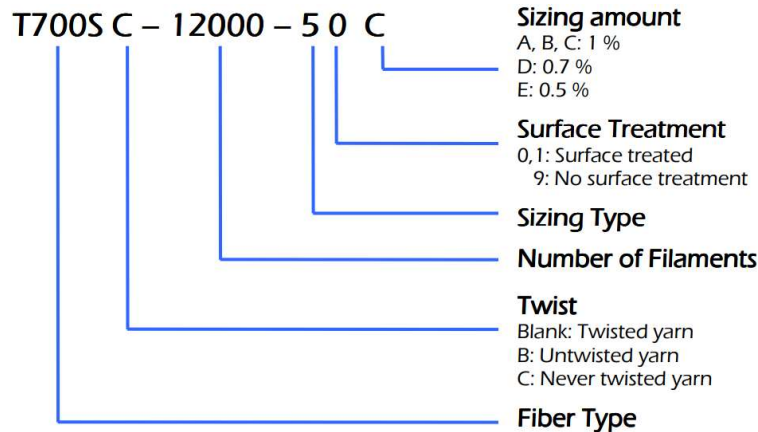 T700S C – 12000 – 5 0 C
Sizing amount
A, B, C: 1 %
D: 0.7 %
E: 0.5 %
Surface Treatment
0,1: Surface treated
9: No surface treatment
Sizing Type
Number of Filaments
Twist
Blank: Twisted yarn
B: Untwisted yarn
C: Never twisted yarn
Fiber Type